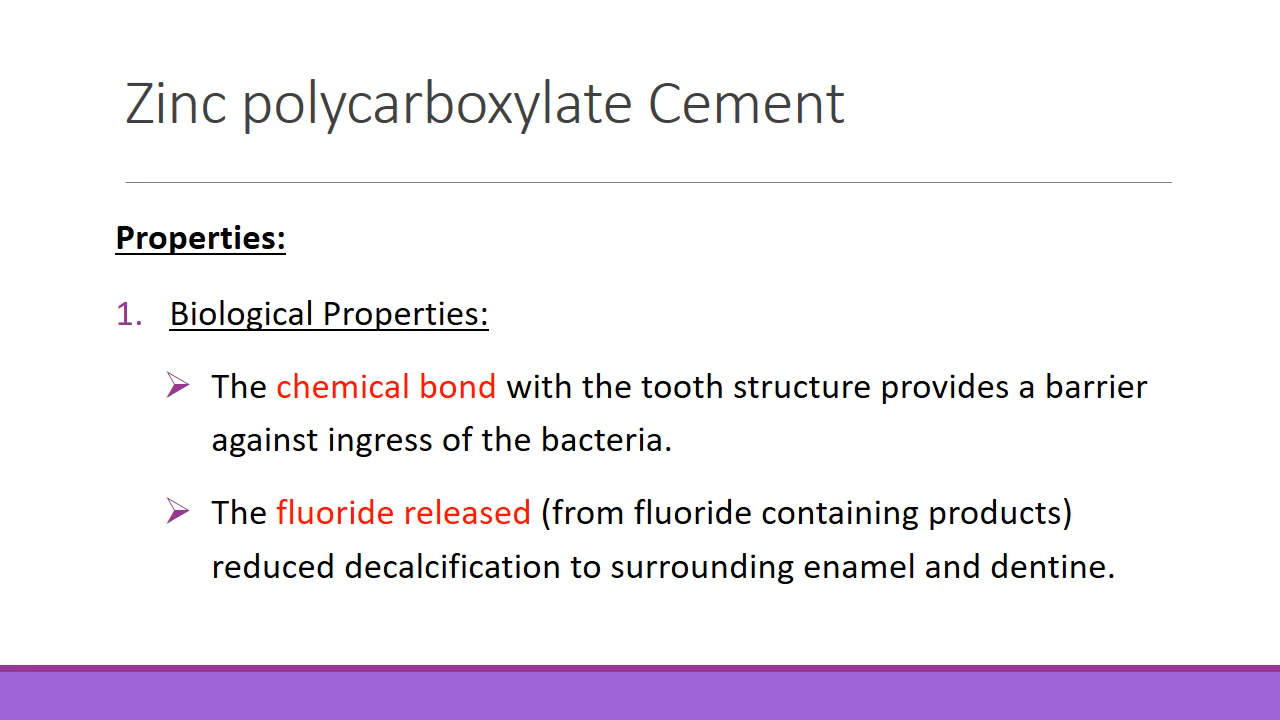 Zinc polycarboxylate Cement
Properties:
1. Biological Properties:
➢ The chemical bond with the tooth structure provides a barrier
against ingress of the bacteria.
➢ The fluoride released (from fluoride containing products)
reduced decalcification to surrounding enamel and dentine.